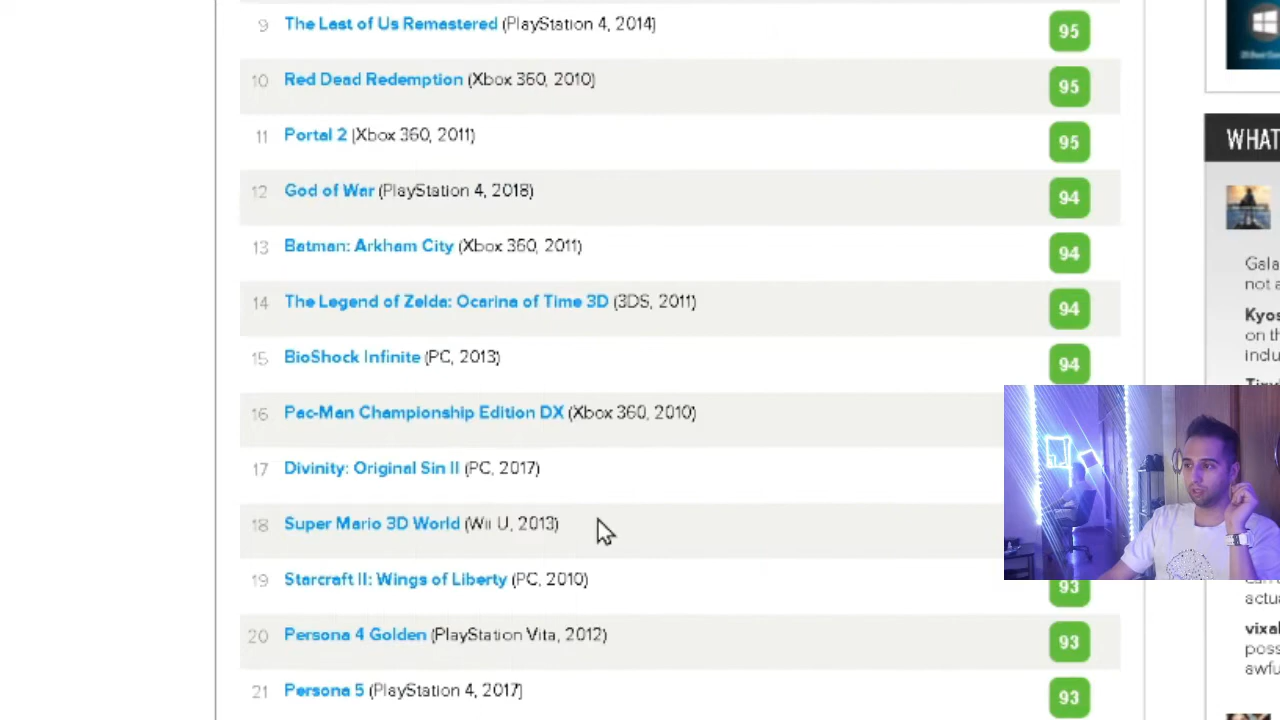 9 The Last of Us Remastered (PlayStation 4, 2014) 95
10 Red Dead Redemption (Xbox 360, 2010) 95
11 Portal 2 (Xbox 360, 2011) 95
12 God of War (PlayStation 4, 2018) 94
13 Batman: Arkham City (Xbox 360, 2011) 94
14 The Legend of Zelda: Ocarina of Time 3D (3DS, 2011) 94
15 BioShock Infinite (PC, 2013) 94
16 Pac-Man Championship Edition DX (Xbox 360, 2010)
17 Divinity: Original Sin II (PC, 2017)
18 Super Mario 3D World (Wii U, 2013)
19 Starcraft II: Wings of Liberty (PC, 2010) 93
20 Persona 4 Golden (PlayStation Vita, 2012) 93
21 Persona 5 (PlayStation 4, 2017) 93
WHAT
Gala
not a
Kyos
on th
indu
actu
vixal
poss
awfu